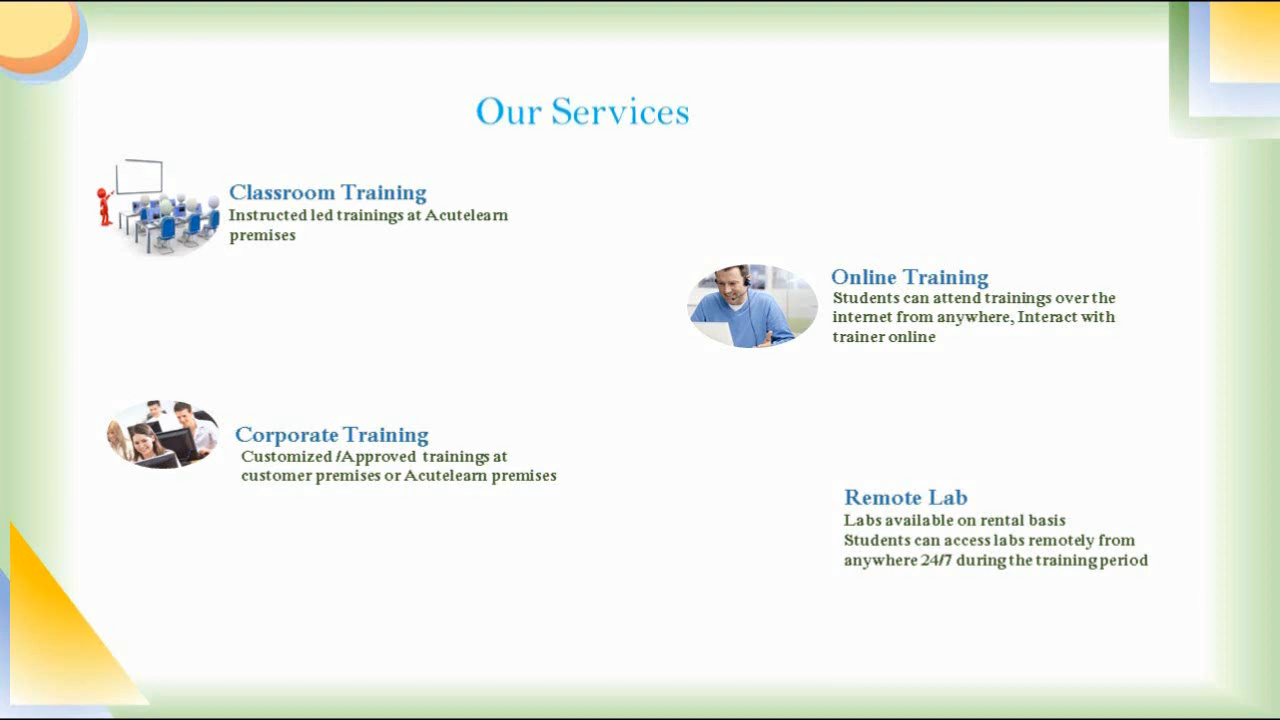 Our Services
Classroom Training
Instructed led trainings at Acutelearn
premises
Online Training
Students can attend trainings over the
internet from anywhere, Interact with
trainer online
Corporate Training
Customized /Approved trainings at
customer premises or Acutelearn premises
Remote Lab
Labs available on rental basis
Students can access labs remotely from
anywhere 24/7 during the training period